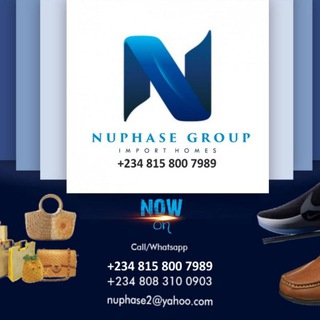 NUPHASE GROUP
IMPORT HOMES
+234 815 800 7989
NOW
on
Call/Whatsapp
+234 815 800 7989
+234 808 310 0903
nuphase2@yahoo.com